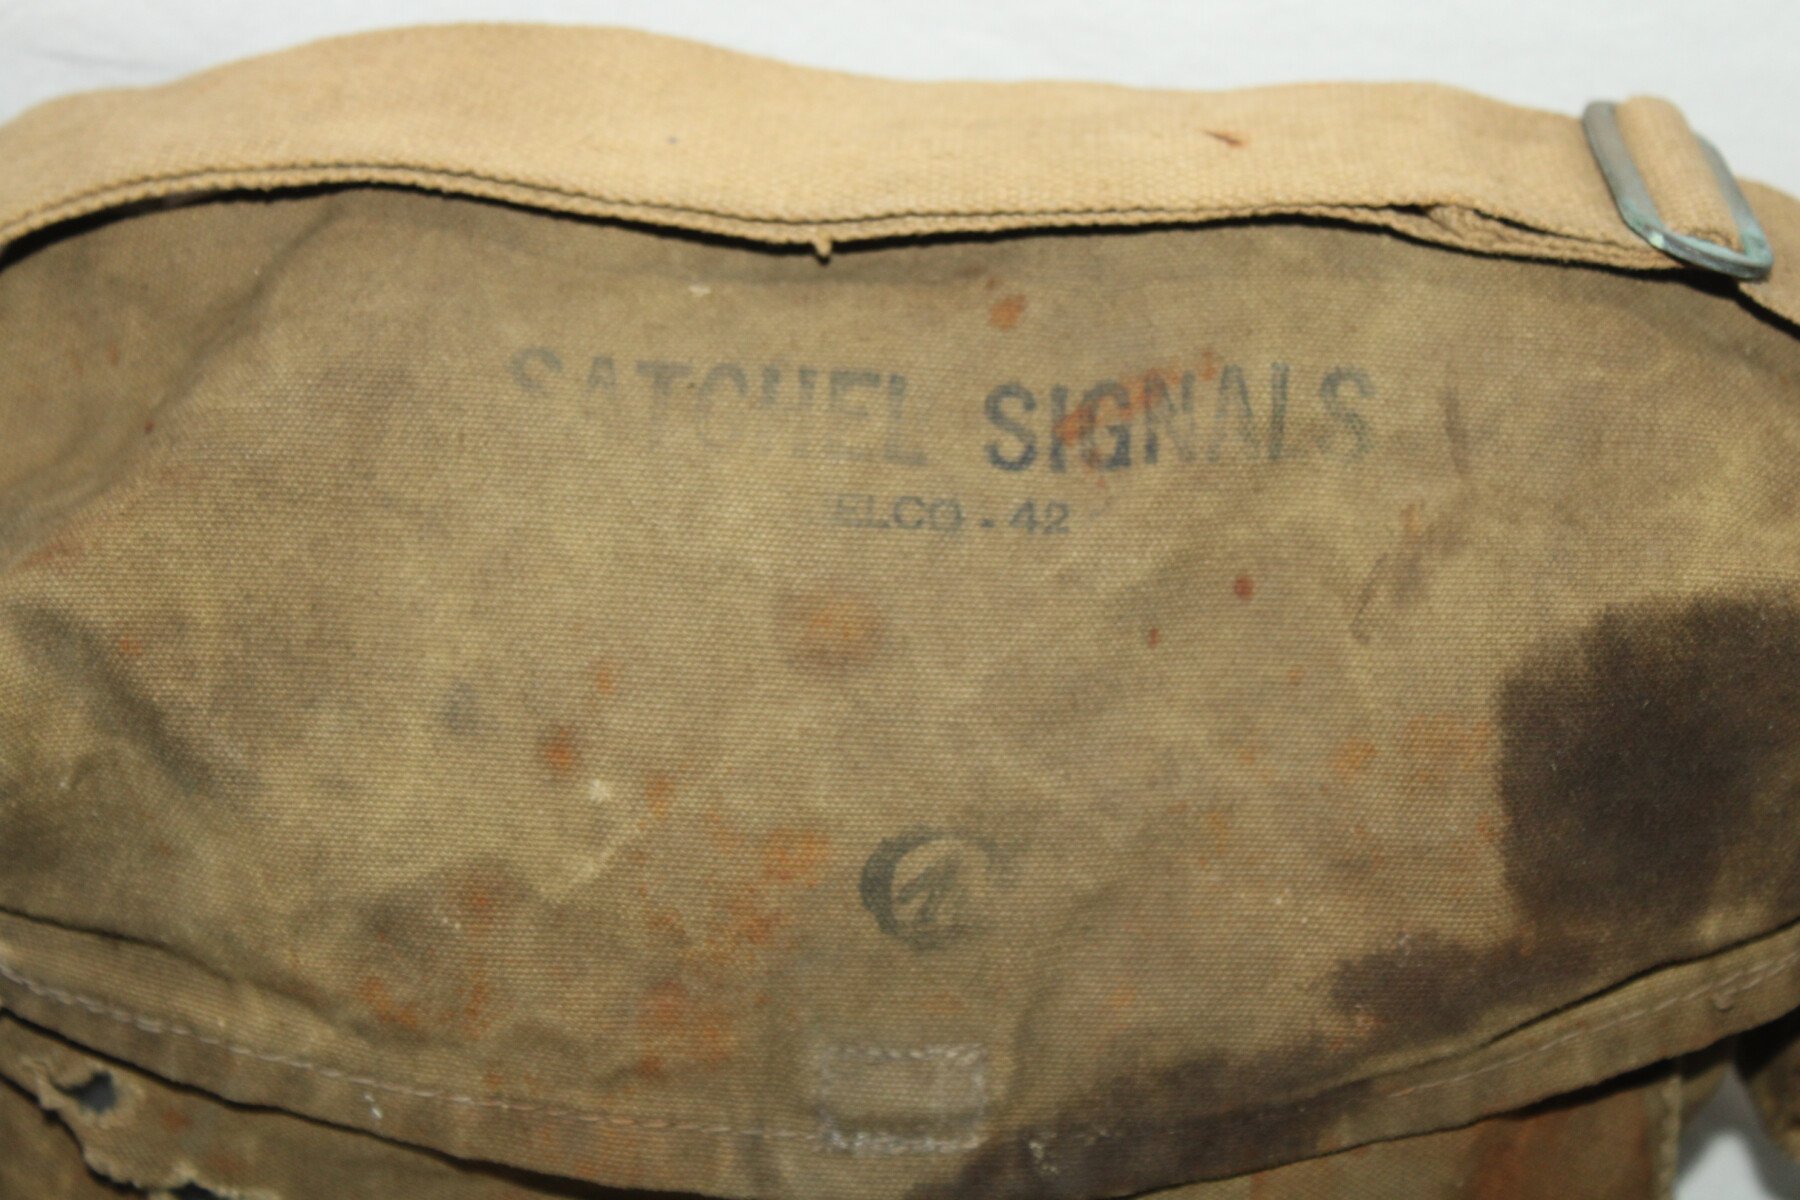 SATCHEL SIGNALS
ELCO - 42